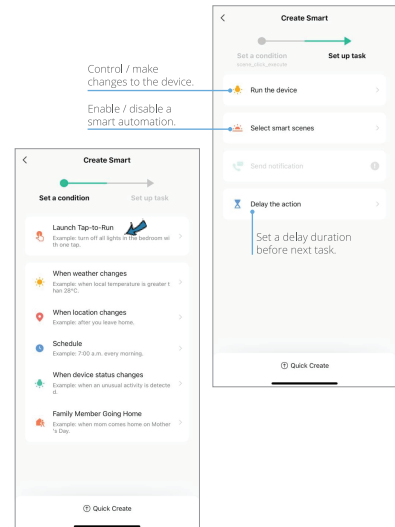 Create Smart
Set a condition
scene_click_execute
Set up task
Control / make
changes to the device.
Run the device
Enable / disable a
smart automation.
Select smart scenes
Send notification
Delay the action
Set a delay duration
before next task.
Quick Create
Create Smart
Set a condition
Set up task
Launch Tap-to-Run
Example: turn off all lights in the bedroom wi
th one tap.
When weather changes
Example: when local temperature is greater t
han 28°C.
When location changes
Example: after you leave home.
Schedule
Example: 7:00 a.m. every morning.
When device status changes
Example: when an unusual activity is detecte
d.
Family Member Going Home
Example: when mom comes home on Mother
's Day.
Quick Create